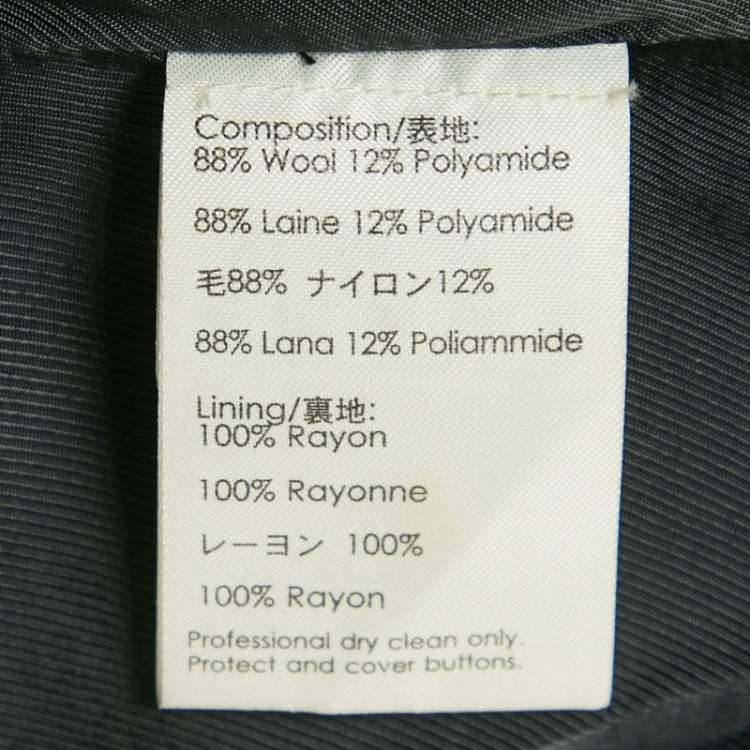 Composition/表地:
88% Wool 12% Polyamide
88% Laine 12% Polyamide
毛88% ナイロン12%
88% Lana 12% Poliammide
Lining/裏地:
100% Rayon
100% Rayonne
レーヨン 100%
100% Rayon
Professional dry clean only.
Protect and cover buttons.